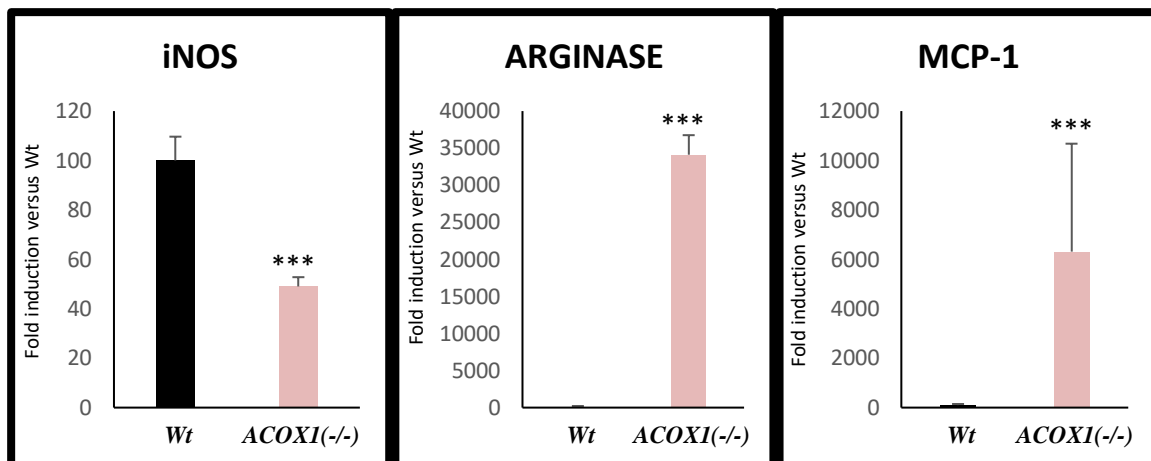 iNOS
Fold induction versus Wt
120
100
80
60
40
20
0
***
Wt ACOX1(-/-)
ARGINASE
Fold induction versus Wt
40000
35000
30000
25000
20000
15000
10000
5000
0
***
Wt ACOX1(-/-)
MCP-1
Fold induction versus Wt
12000
10000
8000
6000
4000
2000
0
***
Wt ACOX1(-/-)